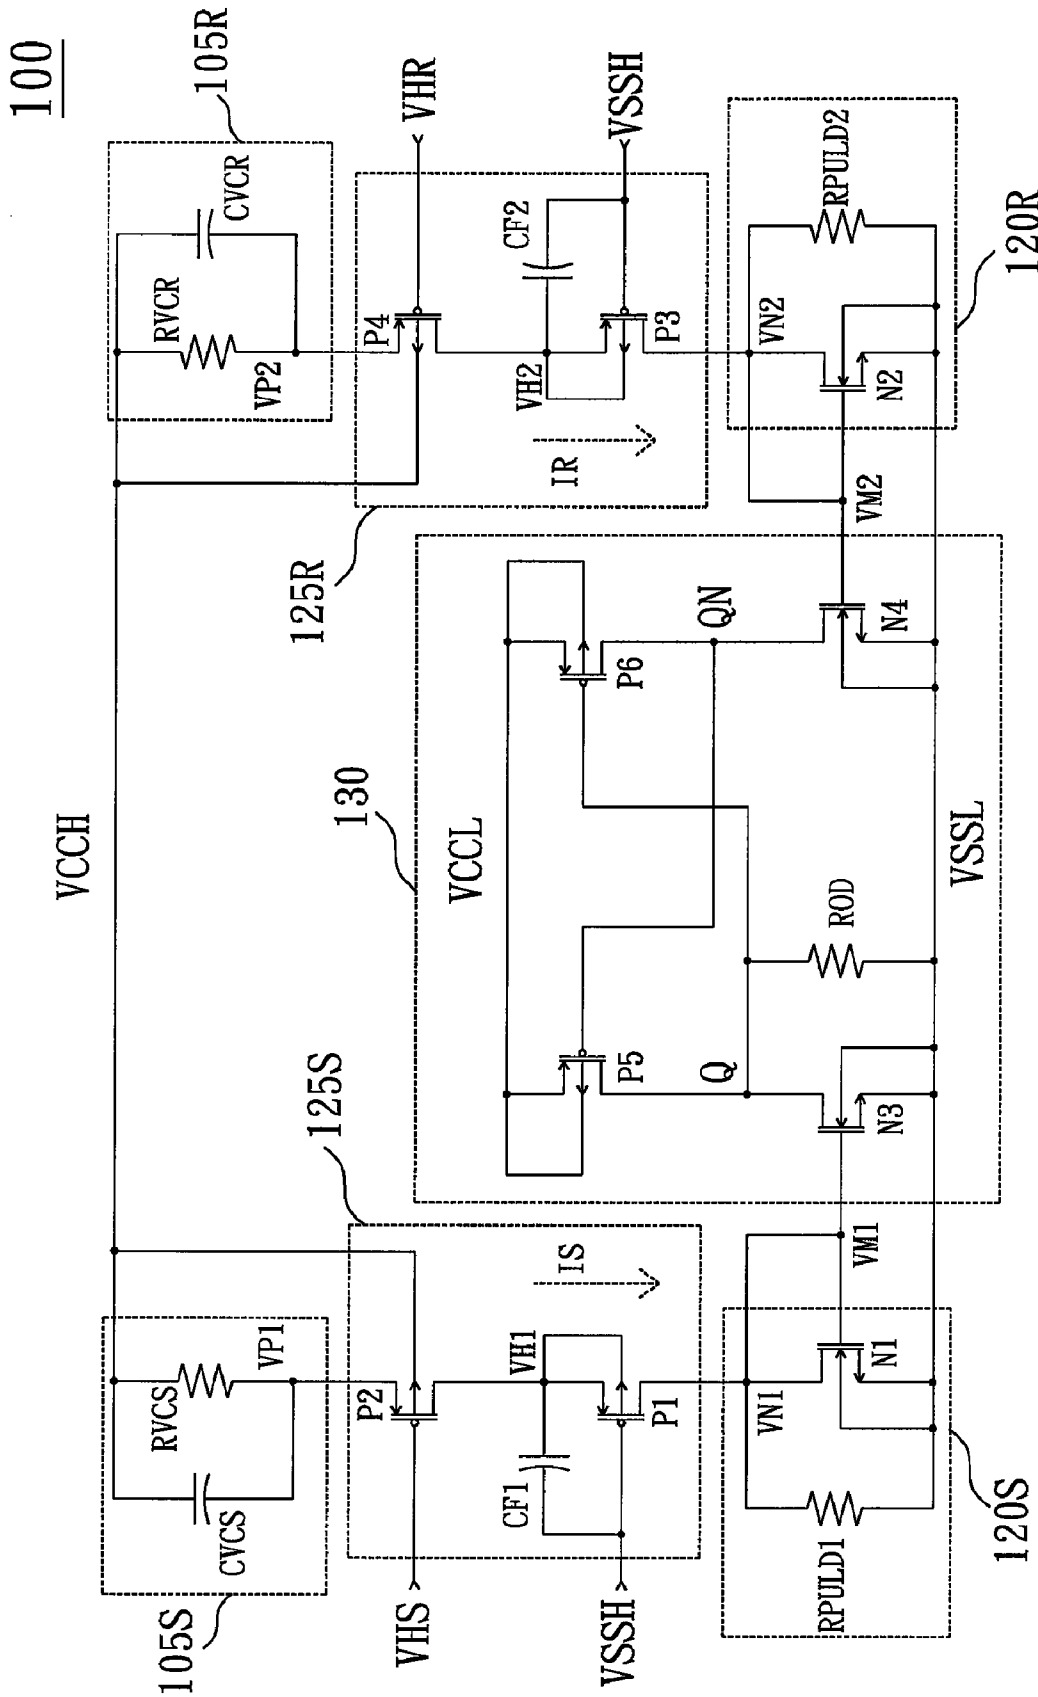 100
VCCH
105S
CVCS
RVCS
VP1
RVCR
CVCR
VP2
105R
VHS
P2
125S
125R
P4
VHR
CF1
VH1
IS
P1
VSSH
130
VCCL
P5
P6
Q
QN
ROD
N3
N4
VSSL
IR
VH2
CF2
P3
VSSH
RPULD1
VN1
N1
VM1
120S
VM2
VN2
N2
RPULD2
120R